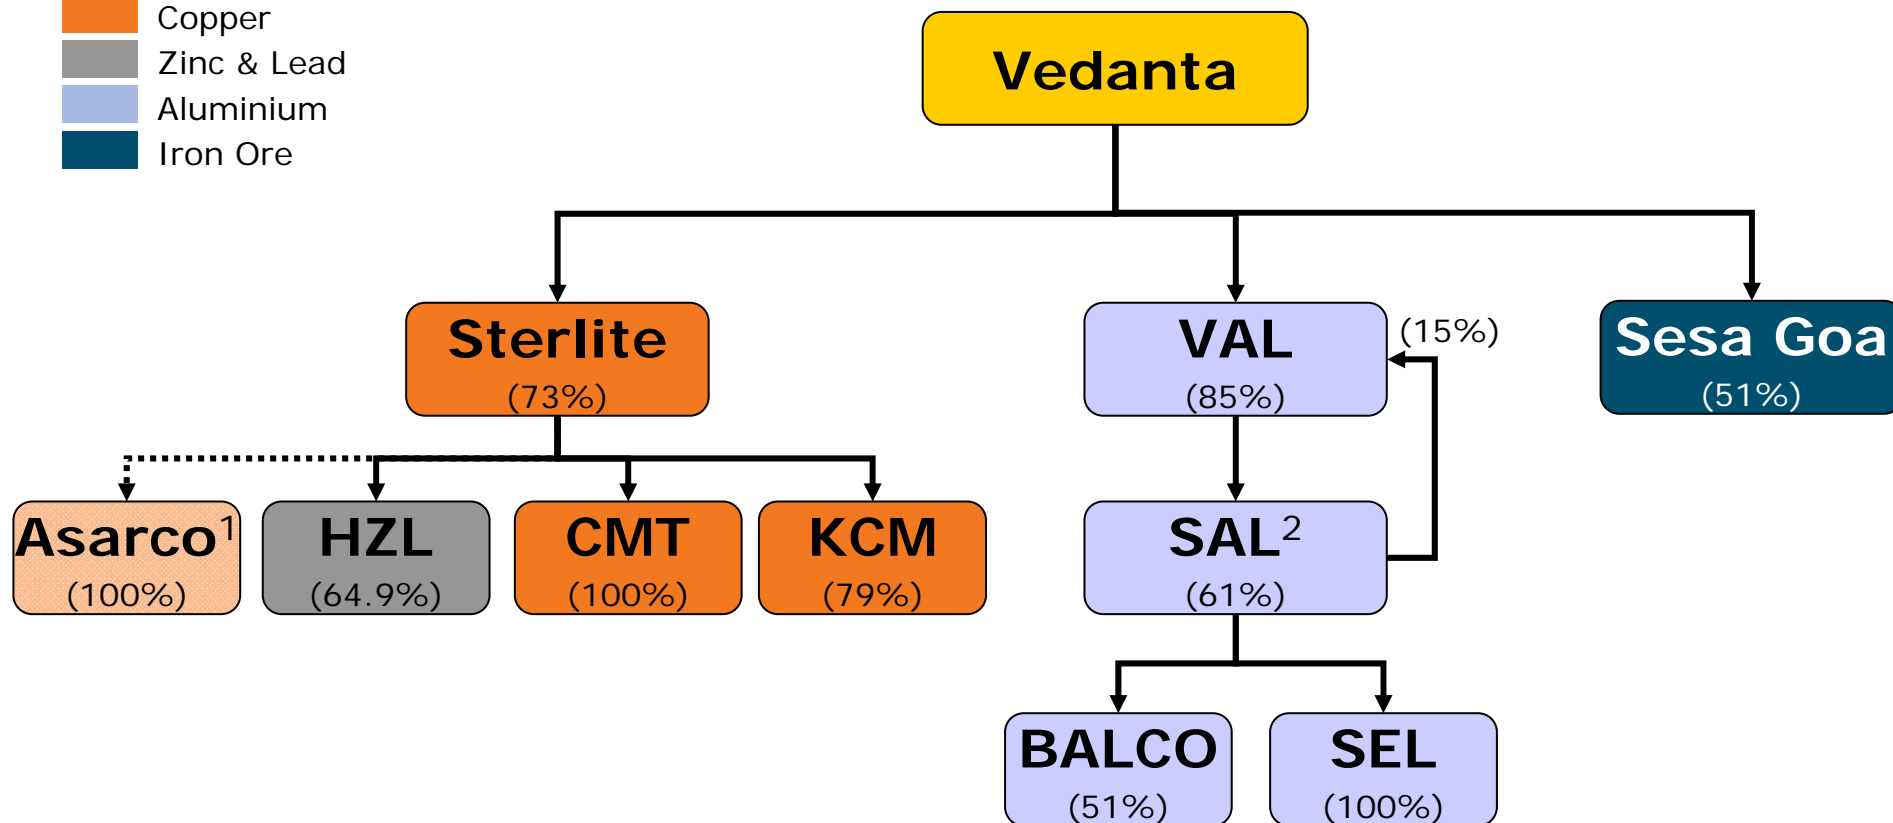 Copper
Zinc & Lead
Aluminium
Iron Ore
Vedanta
Sterlite
(73%)
VAL
(85%)
(15%)
Sesa Goa
(51%)
Asarco¹
(100%)
HZL
(64.9%)
CMT
(100%)
KCM
(79%)
SAL²
(61%)
BALCO
(51%)
SEL
(100%)